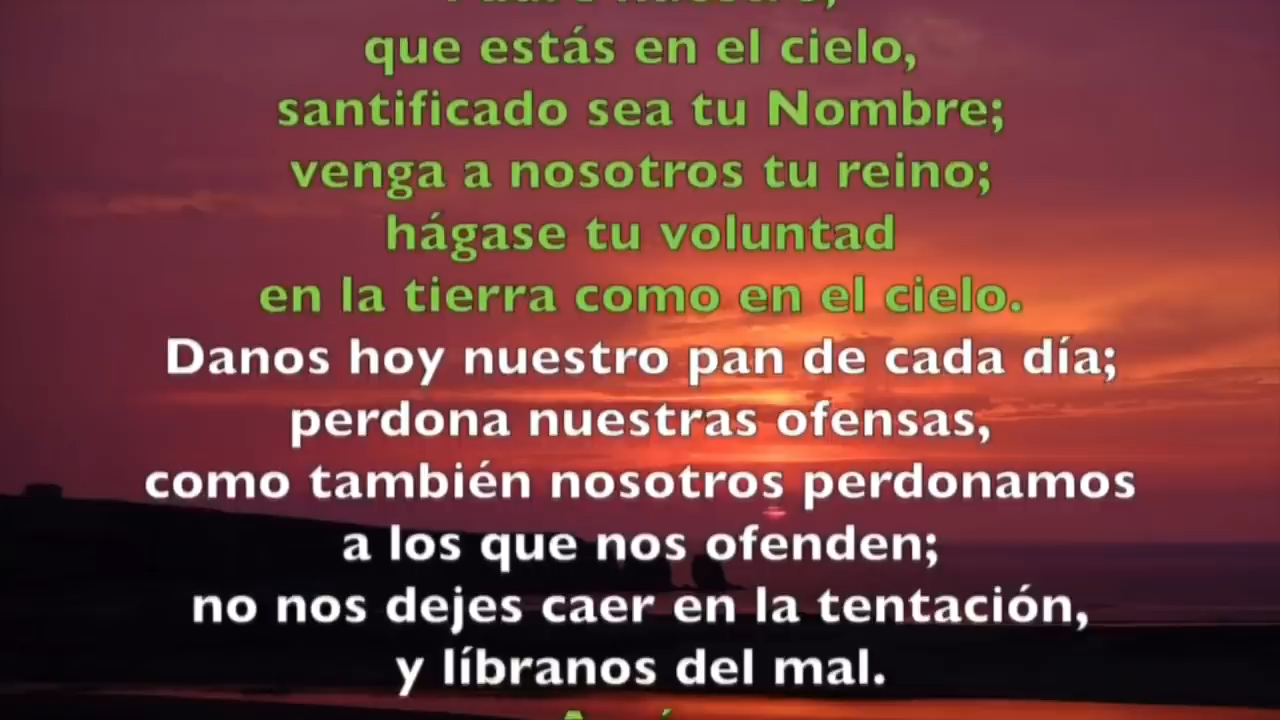 que estás en el cielo,
santificado sea tu Nombre;
venga a nosotros tu reino;
hágase tu voluntad
en la tierra como en el cielo.
Danos hoy nuestro pan de cada día;
perdona nuestras ofensas,
como también nosotros perdonamos
a los que nos ofenden;
no nos dejes caer en la tentación,
y líbranos del mal.